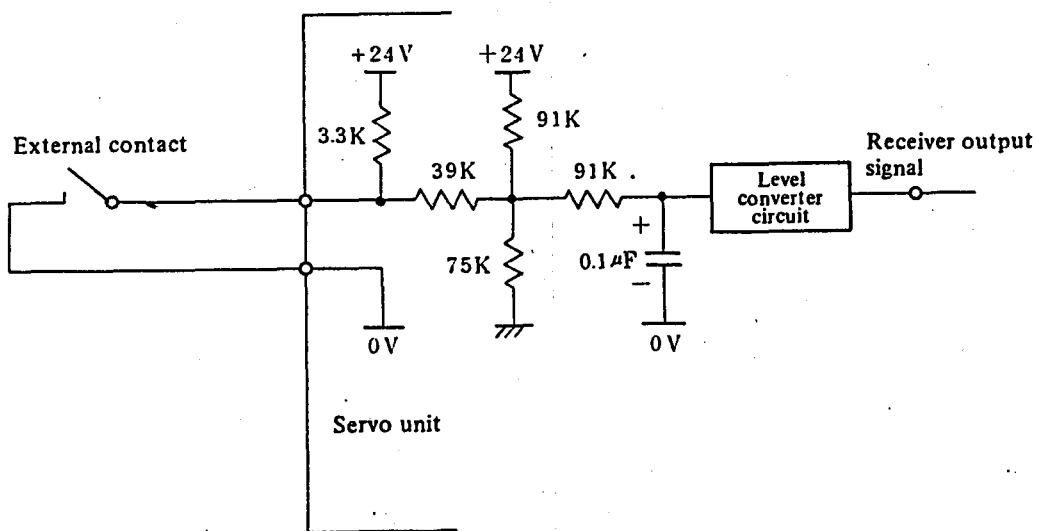 +24V
+24V
3.3K
91K
External contact
39K
91K
Receiver output
signal
Level
converter
circuit
75K
+
0.1μF
−
0V
0V
Servo unit